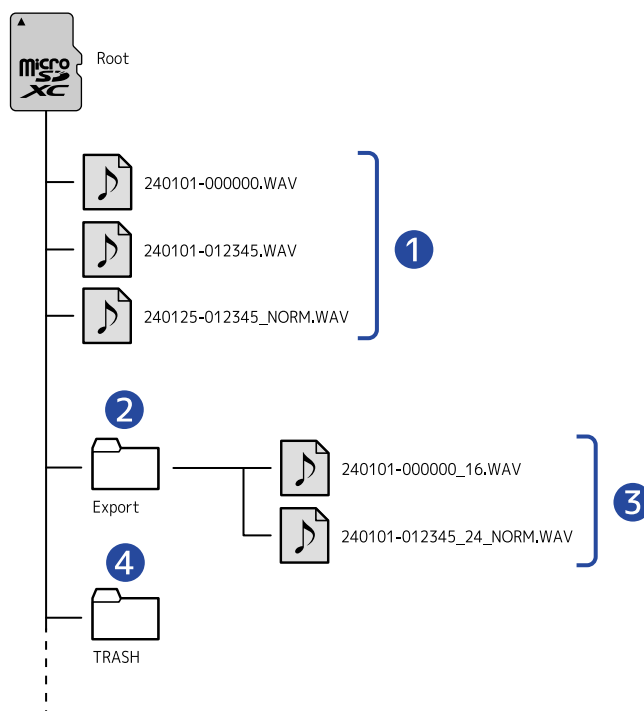 Micro
SD
XC
Root
240101-000000.WAV
240101-012345.WAV
1
240125-012345_NORM.WAV
2
Export
240101-000000_16.WAV
3
240101-012345_24_NORM.WAV
4
TRASH